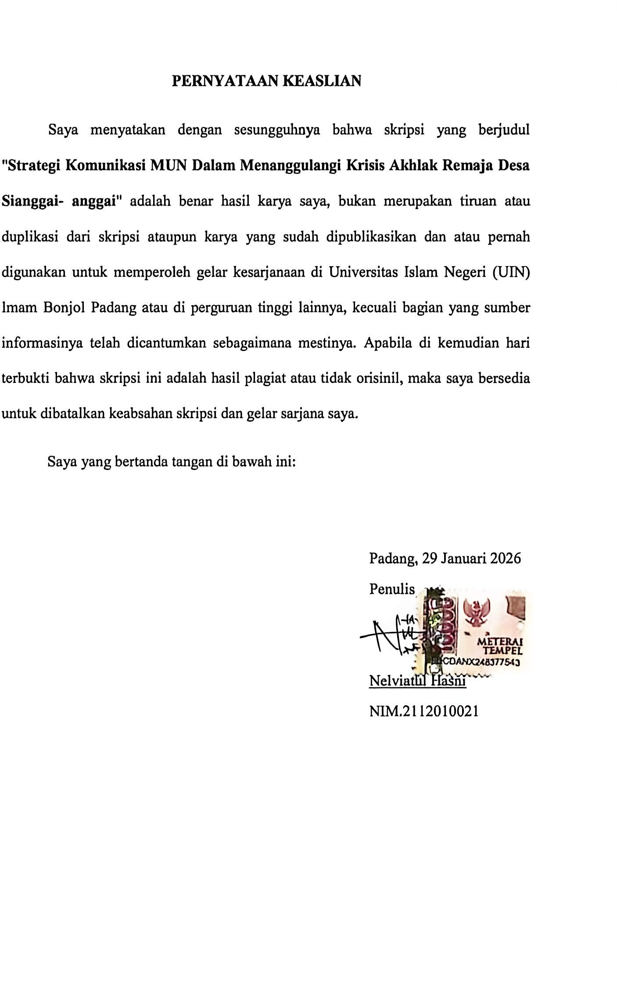 PERNYATAAN KEASLIAN
Saya menyatakan dengan sesungguhnya bahwa skripsi yang berjudul
"Strategi Komunikasi MUN Dalam Menanggulangi Krisis Akhlak Remaja Desa
Sianggai- anggai" adalah benar hasil karya saya, bukan merupakan tiruan atau
duplikasi dari skripsi ataupun karya yang sudah dipublikasikan dan atau pernah
digunakan untuk memperoleh gelar kesarjanaan di Universitas Islam Negeri (UIN)
Imam Bonjol Padang atau di perguruan tinggi lainnya, kecuali bagian yang sumber
informasinya telah dicantumkan sebagaimana mestinya. Apabila di kemudian hari
terbukti bahwa skripsi ini adalah hasil plagiat atau tidak orisinil, maka saya bersedia
untuk dibatalkan keabsahan skripsi dan gelar sarjana saya.
Saya yang bertanda tangan di bawah ini:
Padang, 29 Januari 2026
Penulis
METERAI
TEMPEL
Nelviatul Hasni
NIM.2112010021